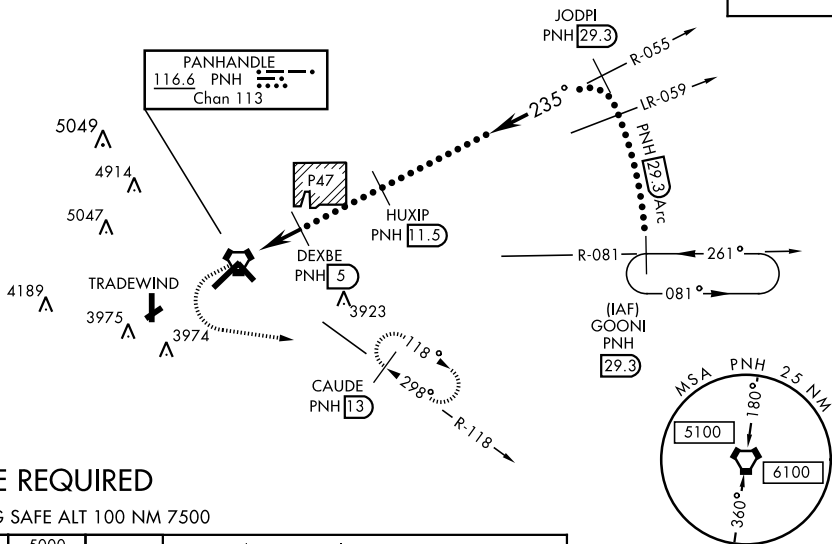 JODPI
PNH 29.3
R-055
LR-059
235°
PNH 29.3 Arc
PANHANDLE
116.6 PNH
Chan 113
5049
4914
5047
4189
TRADEWIND
3975
3974
P47
HUXIP
PNH 11.5
DEXBE
PNH 5
3923
R-081
261°
081°
(IAF)
GOONI
PNH
29.3
CAUDE
PNH 13
118°
298°
R-118
MSA PNH 25 NM
180°
5100
6100
360°
E REQUIRED
G SAFE ALT 100 NM 7500
5000